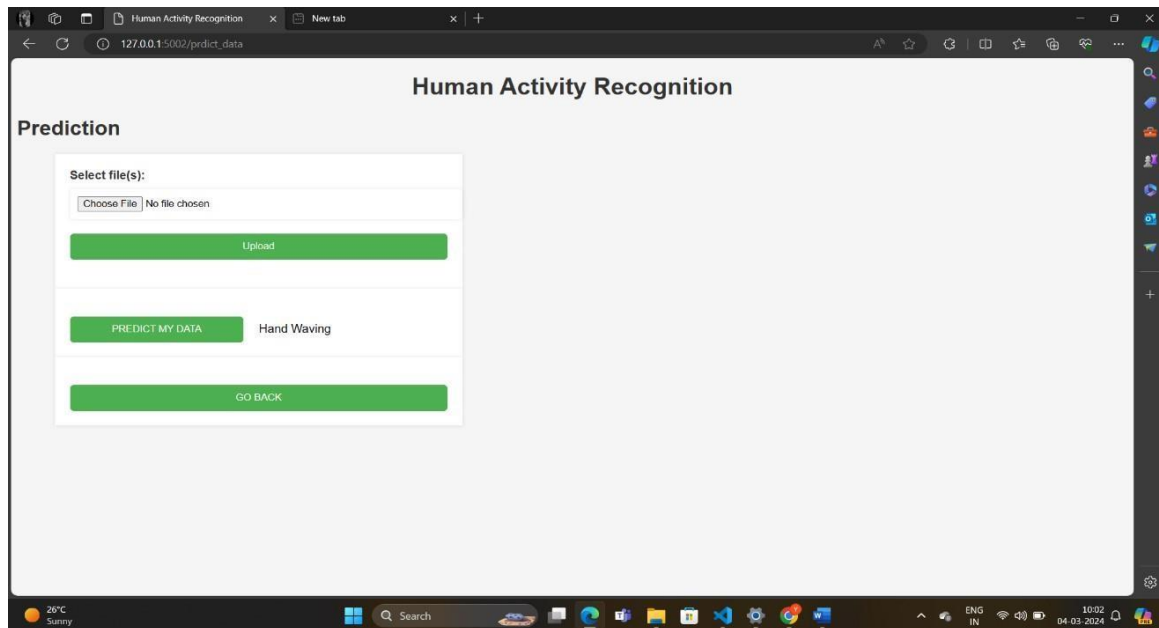 Human Activity Recognition
New tab
127.0.0.1:5002/prdict_data
Human Activity Recognition
Prediction
Select file(s):
Choose File No file chosen
Upload
PREDICT MY DATA Hand Waving
GO BACK
26°C
Sunny
Search
ENG
IN
10:02
04-03-2024